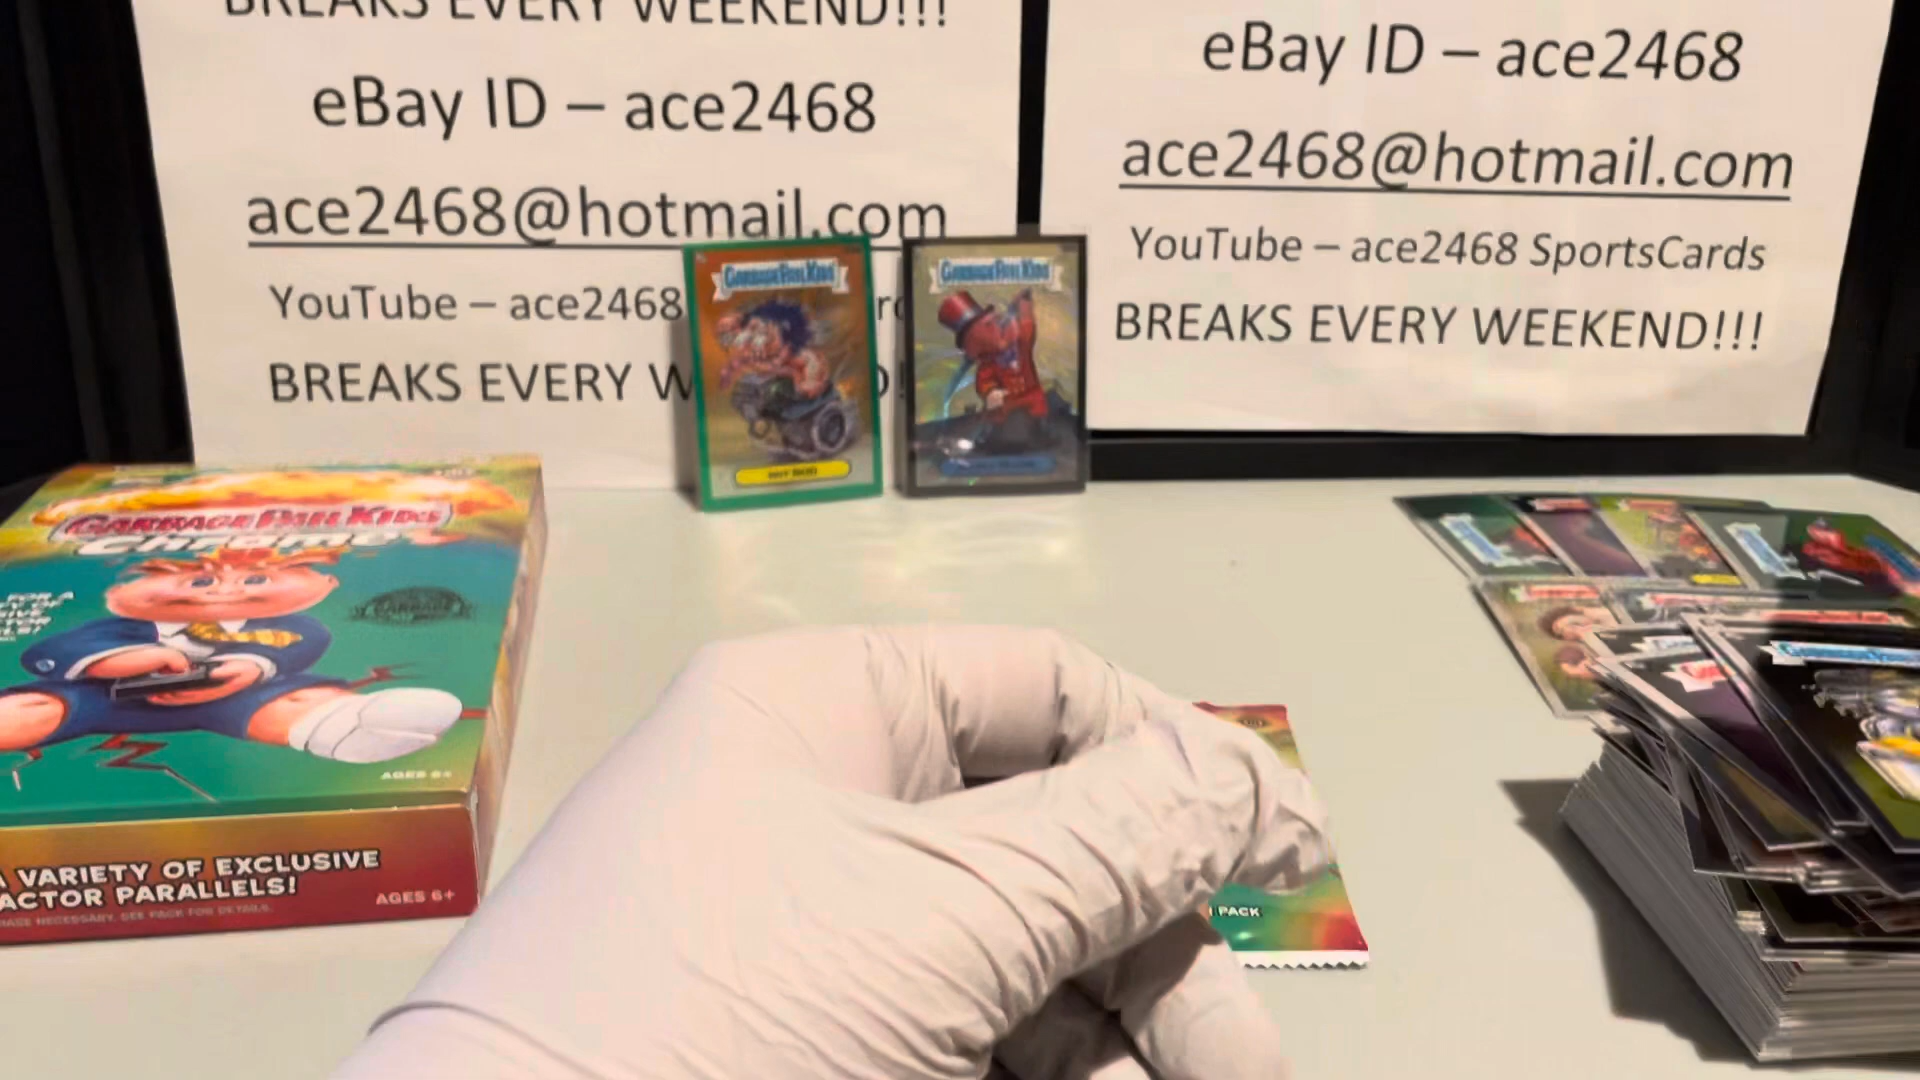 BREAKS EVERY WEEKEND!!!
eBay ID – ace2468
ace2468@hotmail.com
YouTube – ace2468
BREAKS EVERY W
eBay ID – ace2468
ace2468@hotmail.com
YouTube – ace2468 SportsCards
BREAKS EVERY WEEKEND!!!
GARBAGE PAIL KIDS
GARBAGE PAIL KIDS
GARBAGE PAIL KIDS
Chrome
FOR A
AGES 6+
A VARIETY OF EXCLUSIVE
ACTOR PARALLELS!
AGES 6+
PACK